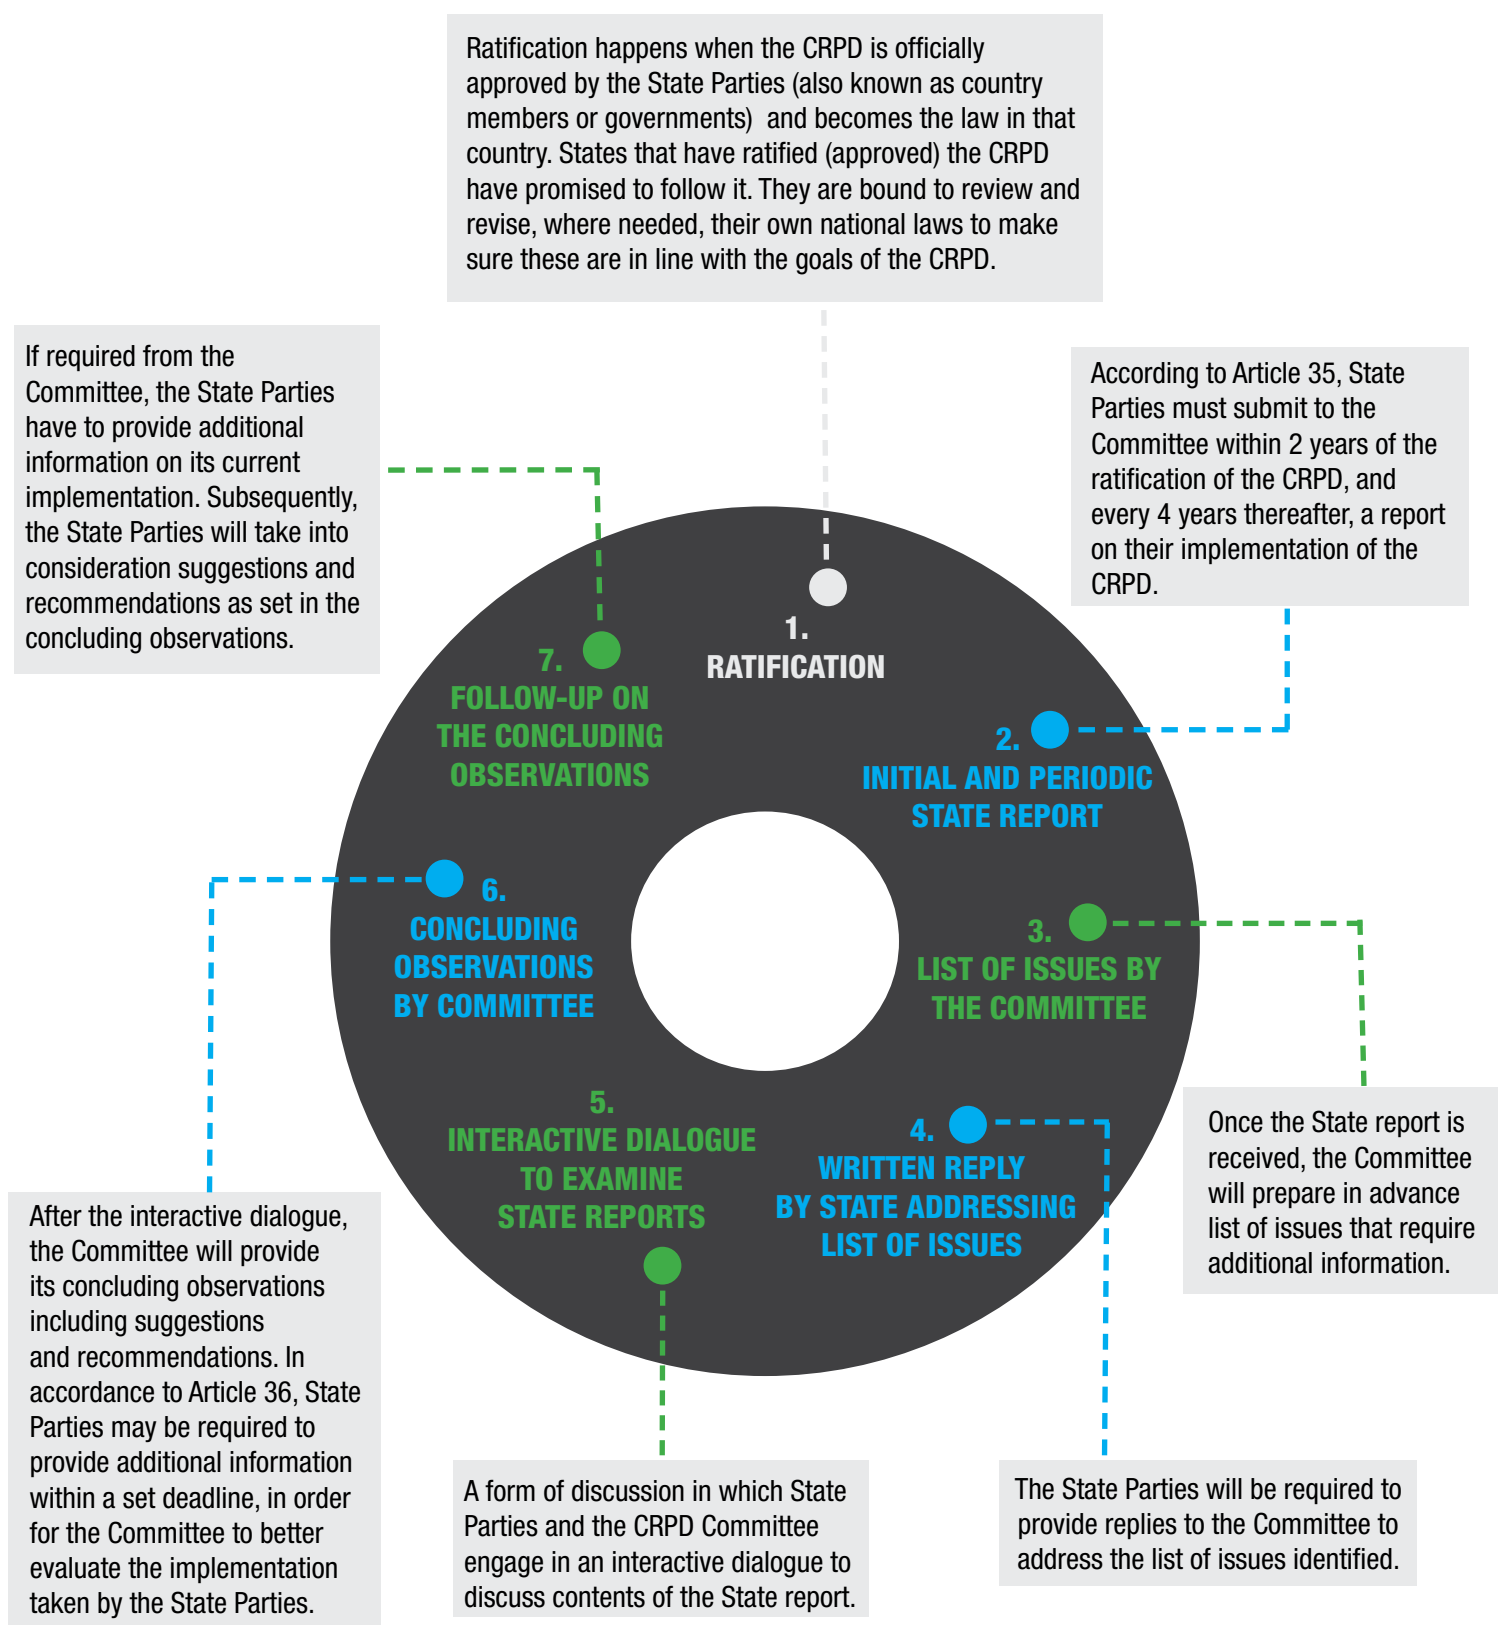 Ratification happens when the CRPD is officially
approved by the State Parties (also known as country
members or governments)  and becomes the law in that
country. States that have ratified (approved) the CRPD
have promised to follow it. They are bound to review and
revise, where needed, their own national laws to make
sure these are in line with the goals of the CRPD.
According to Article 35, State
Parties must submit to the
Committee within 2 years of the
ratification of the CRPD, and
every 4 years thereafter, a report
on their implementation of the
CRPD.
Once the State report is
received, the Committee
will prepare in advance
list of issues that require
additional information.
The State Parties will be required to
provide replies to the Committee to
address the list of issues identified.
A form of discussion in which State
Parties and the CRPD Committee
engage in an interactive dialogue to
discuss contents of the State report.
After the interactive dialogue,
the Committee will provide
its concluding observations
including suggestions
and recommendations. In
accordance to Article 36, State
Parties may be required to
provide additional information
within a set deadline, in order
for the Committee to better
evaluate the implementation
taken by the State Parties.
If required from the
Committee, the State Parties
have to provide additional
information on its current
implementation. Subsequently,
the State Parties will take into
consideration suggestions and
recommendations as set in the
concluding observations.
1.
RATIFICATION
2.
INITIAL AND PERIODIC
STATE REPORT
3.
LIST OF ISSUES BY
THE COMMITTEE
4.
WRITTEN REPLY
BY STATE ADDRESSING
LIST OF ISSUES
5.
INTERACTIVE DIALOGUE
TO EXAMINE
STATE REPORTS
6.
CONCLUDING
OBSERVATIONS
BY COMMITTEE
7.
FOLLOW-UP ON
THE CONCLUDING
OBSERVATIONS